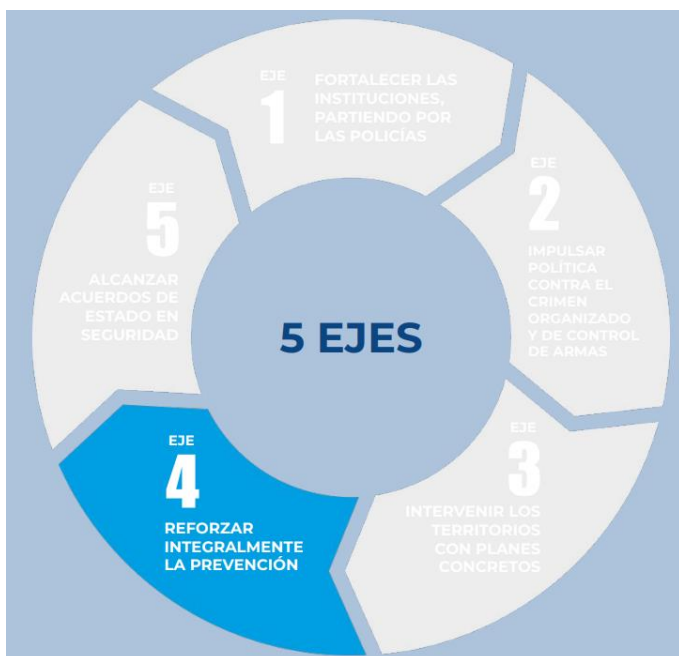 EJE
1
FORTALECER LAS
INSTITUCIONES,
PARTIENDO POR
LAS POLICÍAS
EJE
2
IMPULSAR
POLÍTICA
CONTRA EL
CRIMEN
ORGANIZADO
Y DE CONTROL
DE ARMAS
EJE
3
INTERVENIR LOS
TERRITORIOS
CON PLANES
CONCRETOS
EJE
4
REFORZAR
INTEGRALMENTE
LA PREVENCIÓN
EJE
5
ALCANZAR
ACUERDOS DE
ESTADO EN
SEGURIDAD
5 EJES